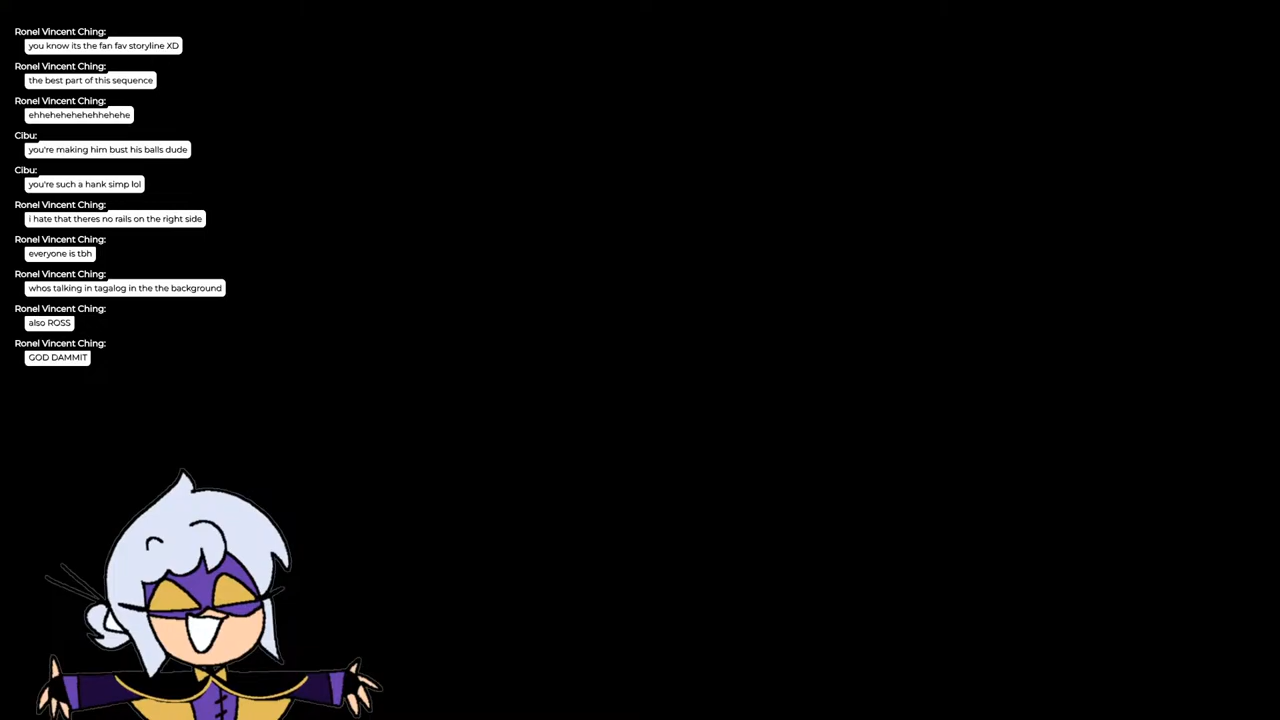 Ronel Vincent Ching:
you know its the fan fav storyline XD
Ronel Vincent Ching:
the best part of this sequence
Ronel Vincent Ching:
ehhehehehehhehehe
Cibu:
you're making him bust his balls dude
Cibu:
you're such a hank simp lol
Ronel Vincent Ching:
i hate that theres no rails on the right side
Ronel Vincent Ching:
everyone is tbh
Ronel Vincent Ching:
whos talking in tagalog in the the background
Ronel Vincent Ching:
also ROSS
Ronel Vincent Ching:
GOD DAMMIT